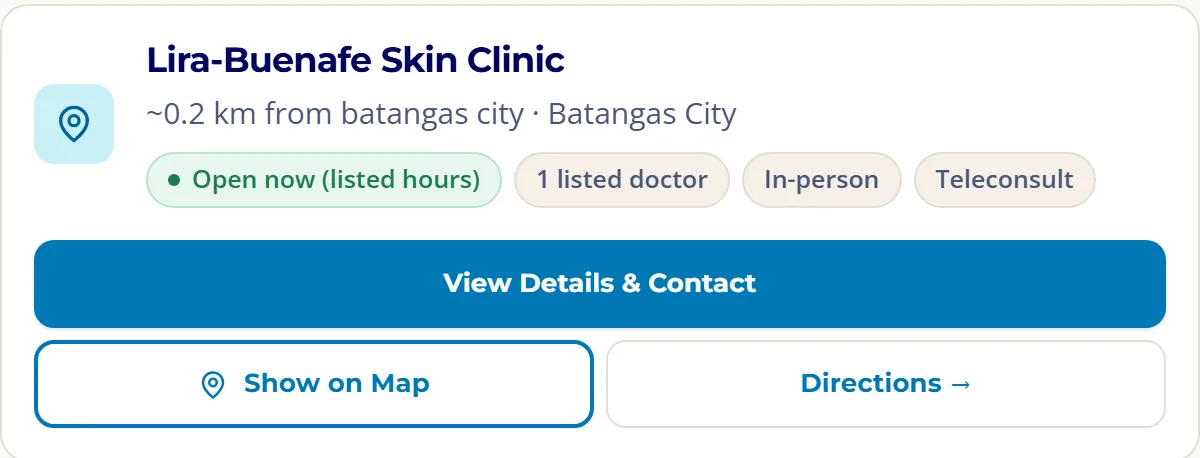 Lira-Buenafe Skin Clinic
~0.2 km from batangas city · Batangas City
Open now (listed hours)
1 listed doctor
In-person
Teleconsult
View Details & Contact
Show on Map
Directions →